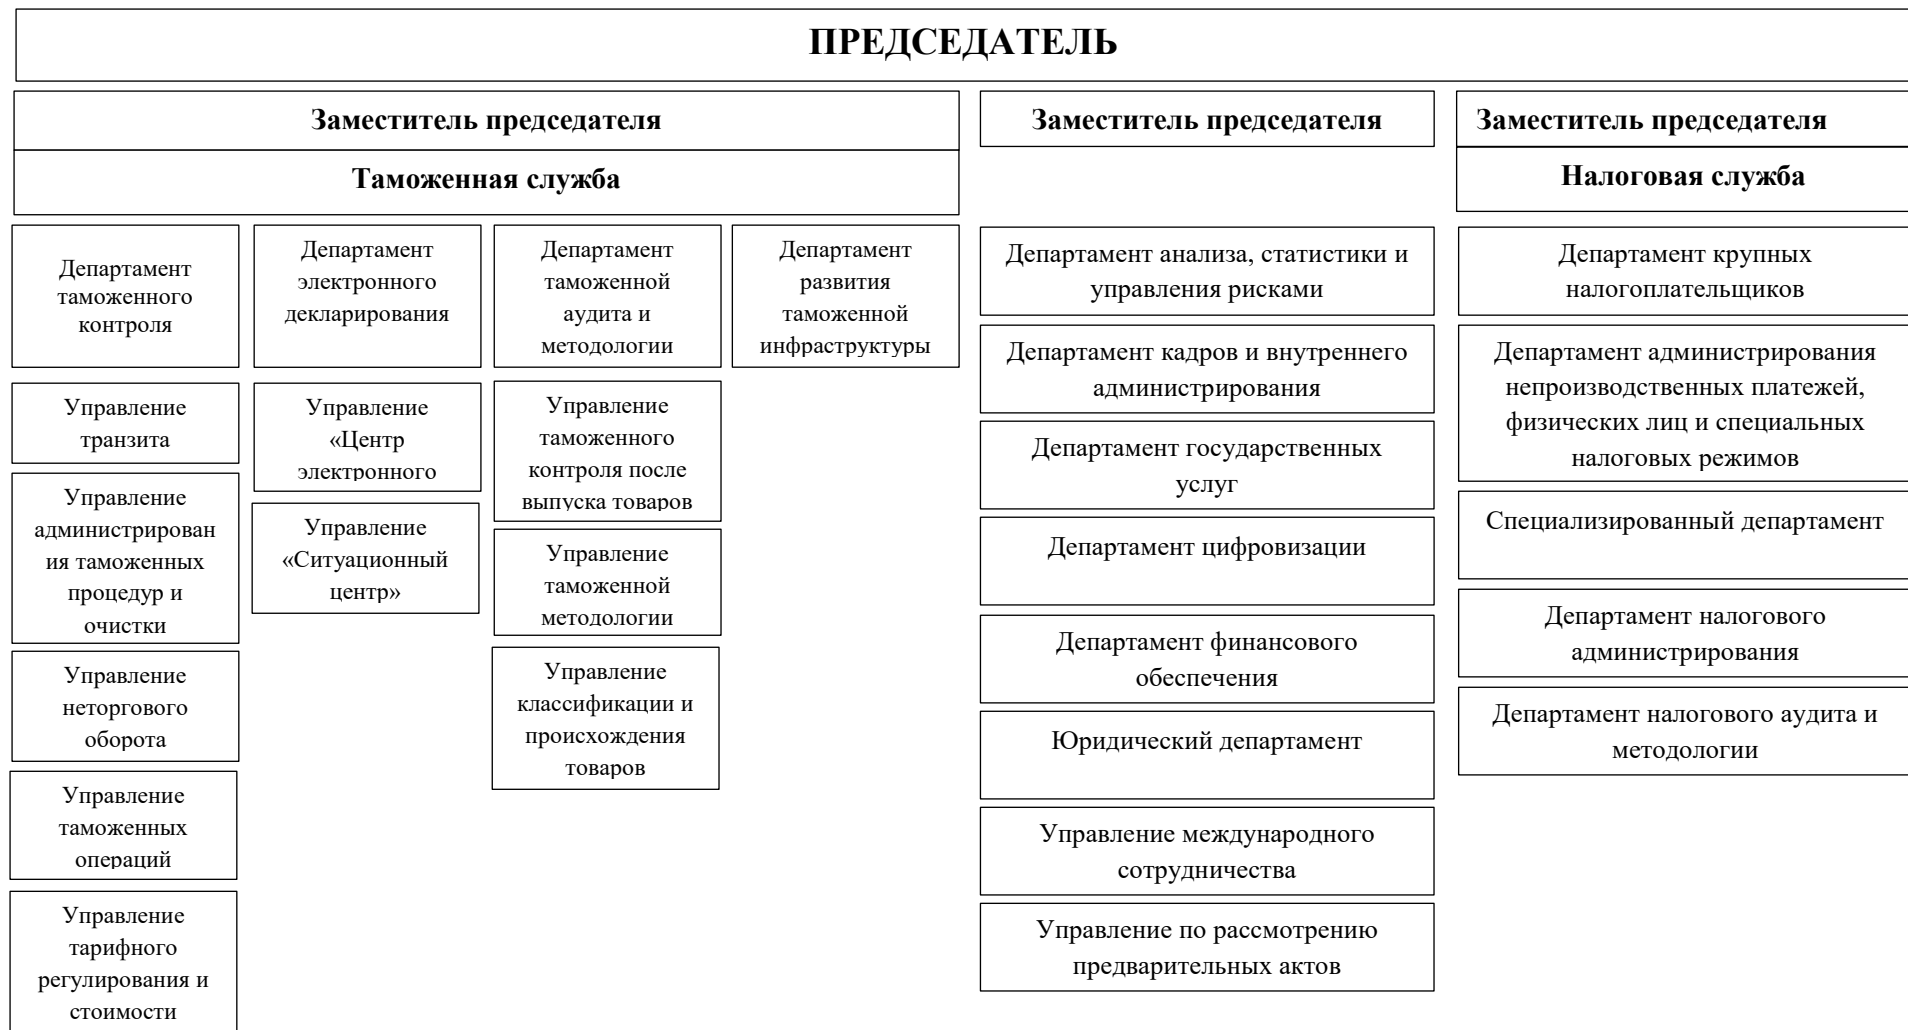 ПРЕДСЕДАТЕЛЬ
Заместитель председателя
Таможенная служба
Заместитель председателя
Заместитель председателя
Налоговая служба
Департамент
таможенного
контроля
Управление
транзита
Управление
администрирован
ия таможенных
процедур и
очистки
Управление
неторгового
оборота
Управление
таможенных
операций
Управление
тарифного
регулирования и
стоимости
Департамент
электронного
декларирования
Управление
«Центр
электронного
Управление
«Ситуационный
центр»
Департамент
таможенной
аудита и
методологии
Управление
таможенного
контроля после
выпуска товаров
Управление
таможенной
методологии
Управление
классификации и
происхождения
товаров
Департамент
развития
таможенной
инфраструктуры
Департамент анализа, статистики и
управления рисками
Департамент кадров и внутреннего
администрирования
Департамент государственных
услуг
Департамент цифровизации
Департамент финансового
обеспечения
Юридический департамент
Управление международного
сотрудничества
Управление по рассмотрению
предварительных актов
Департамент крупных
налогоплательщиков
Департамент администрирования
непроизводственных платежей,
физических лиц и специальных
налоговых режимов
Специализированный департамент
Департамент налогового
администрирования
Департамент налогового аудита и
методологии